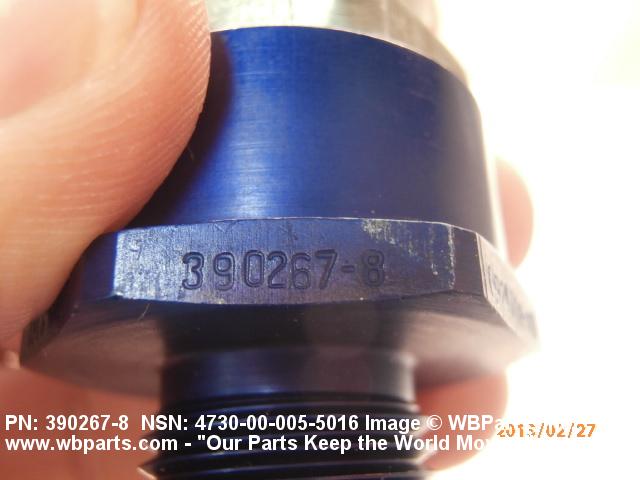 390267-8
PN: 390267-8 NSN: 4730-00-005-5016 Image © WBPa
www.wbparts.com - "Our Parts Keep the World Mov
2013/02/27